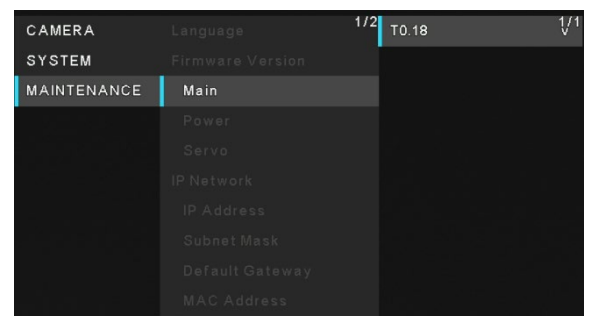 CAMERA
SYSTEM
MAINTENANCE
Language
1/2
Firmware Version
Main
Power
Servo
IP Network
IP Address
Subnet Mask
Default Gateway
MAC Address
T0.18
1/1